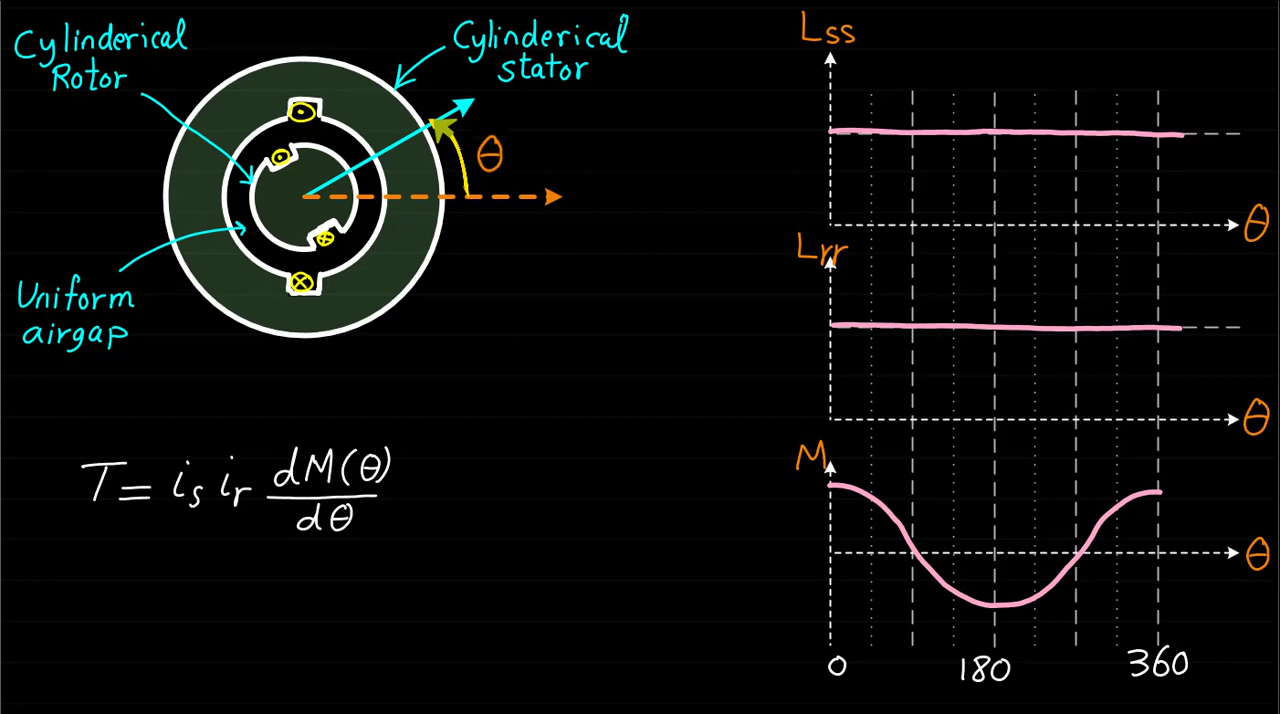 Cylinderical
Rotor
Cylinderical
stator
θ
Uniform
airgap
T = is ir dM(θ)/dθ
Lss
θ
Lrr
θ
M
θ
0 180 360